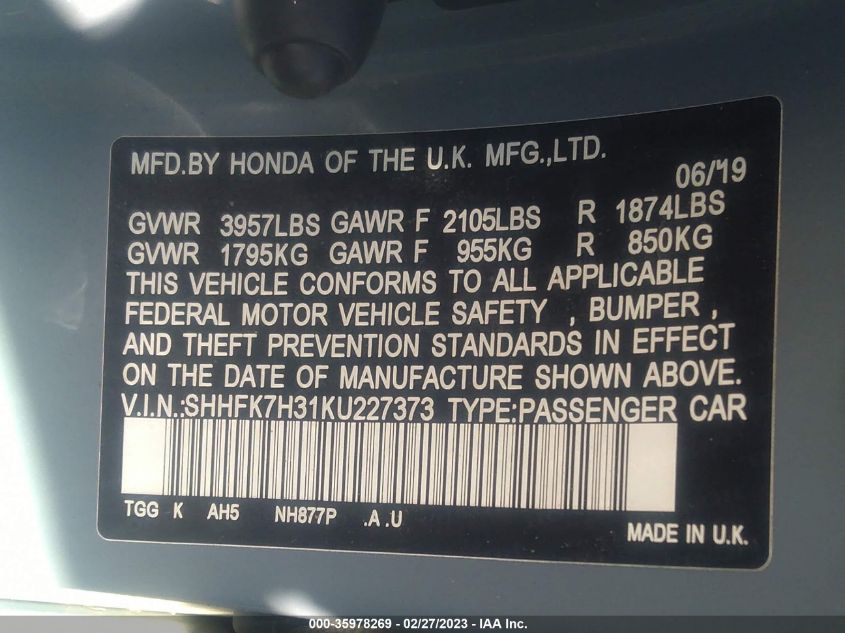 MFD.BY HONDA OF THE U.K. MFG.,LTD.
06/19
GVWR 3957LBS GAWR F 2105LBS R 1874LBS
GVWR 1795KG GAWR F 955KG R 850KG
THIS VEHICLE CONFORMS TO ALL APPLICABLE
FEDERAL MOTOR VEHICLE SAFETY , BUMPER ,
AND THEFT PREVENTION STANDARDS IN EFFECT
ON THE DATE OF MANUFACTURE SHOWN ABOVE.
V.I.N.:SHHFK7H31KU227373 TYPE:PASSENGER CAR
TGG K AH5 NH877P .A .U
MADE IN U.K.
000-35978269 - 02/27/2023 - IAA Inc.